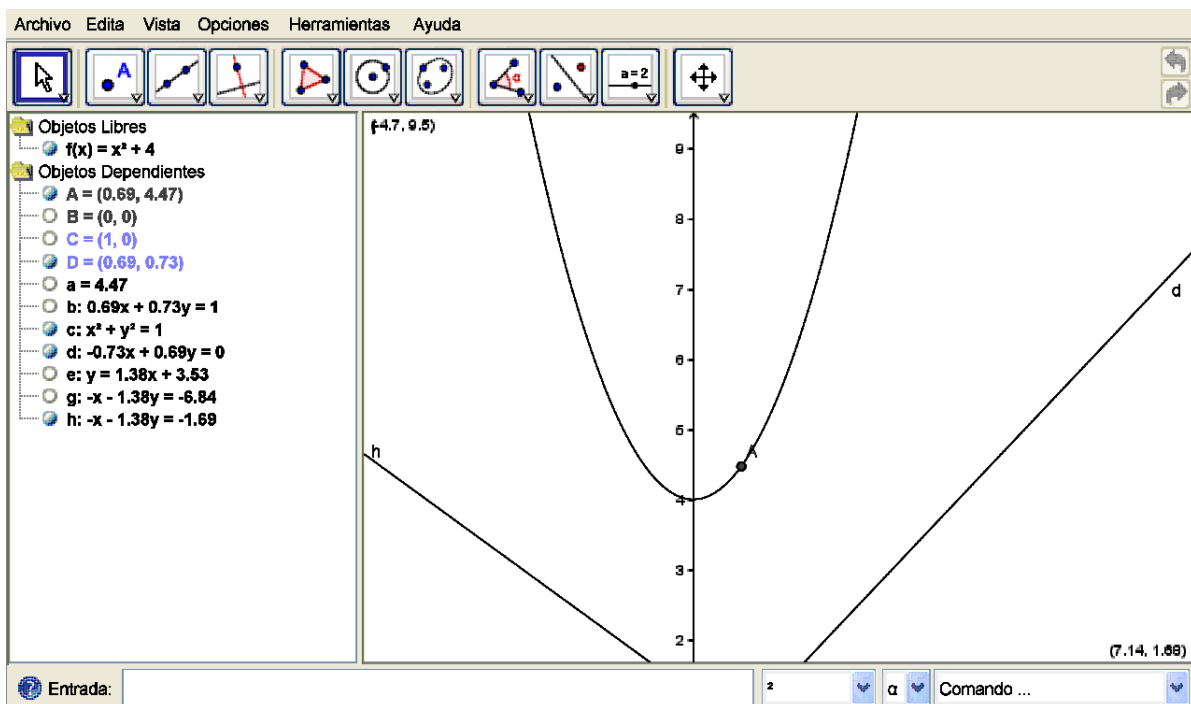 Archivo Edita Vista Opciones Herramientas Ayuda
A
α
a=2
Objetos Libres
f(x) = x² + 4
Objetos Dependientes
A = (0.69, 4.47)
B = (0, 0)
C = (1, 0)
D = (0.69, 0.73)
a = 4.47
b: 0.69x + 0.73y = 1
c: x² + y² = 1
d: -0.73x + 0.69y = 0
e: y = 1.38x + 3.53
g: -x - 1.38y = -6.84
h: -x - 1.38y = -1.69
(-4.7, 9.5)
9
8
7
d
6
5
h
A
4
3
2
(7.14, 1.68)
Entrada:
²
α
Comando ...